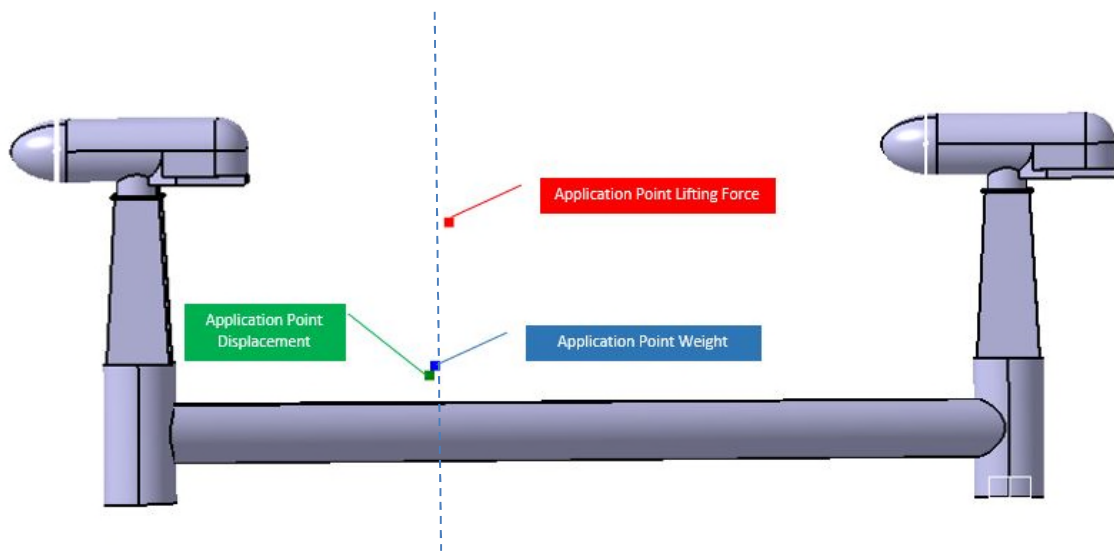 Application Point Lifting Force
Application Point
Displacement
Application Point Weight